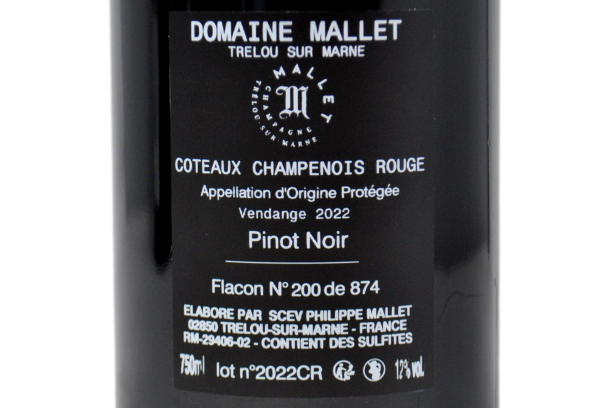 DOMAINE MALLET
TRELOU SUR MARNE
MALLET
M
CHAMPAGNE
TRÉLOU-SUR-MARNE
COTEAUX CHAMPENOIS ROUGE
Appellation d'Origine Protégée
Vendange 2022
Pinot Noir
Flacon N° 200 de 874
ELABORE PAR SCEV PHILIPPE MALLET
02850 TRELOU-SUR-MARNE - FRANCE
RM-29406-02 - CONTIENT DES SULFITES
750ml lot n°2022CR 12% vol.